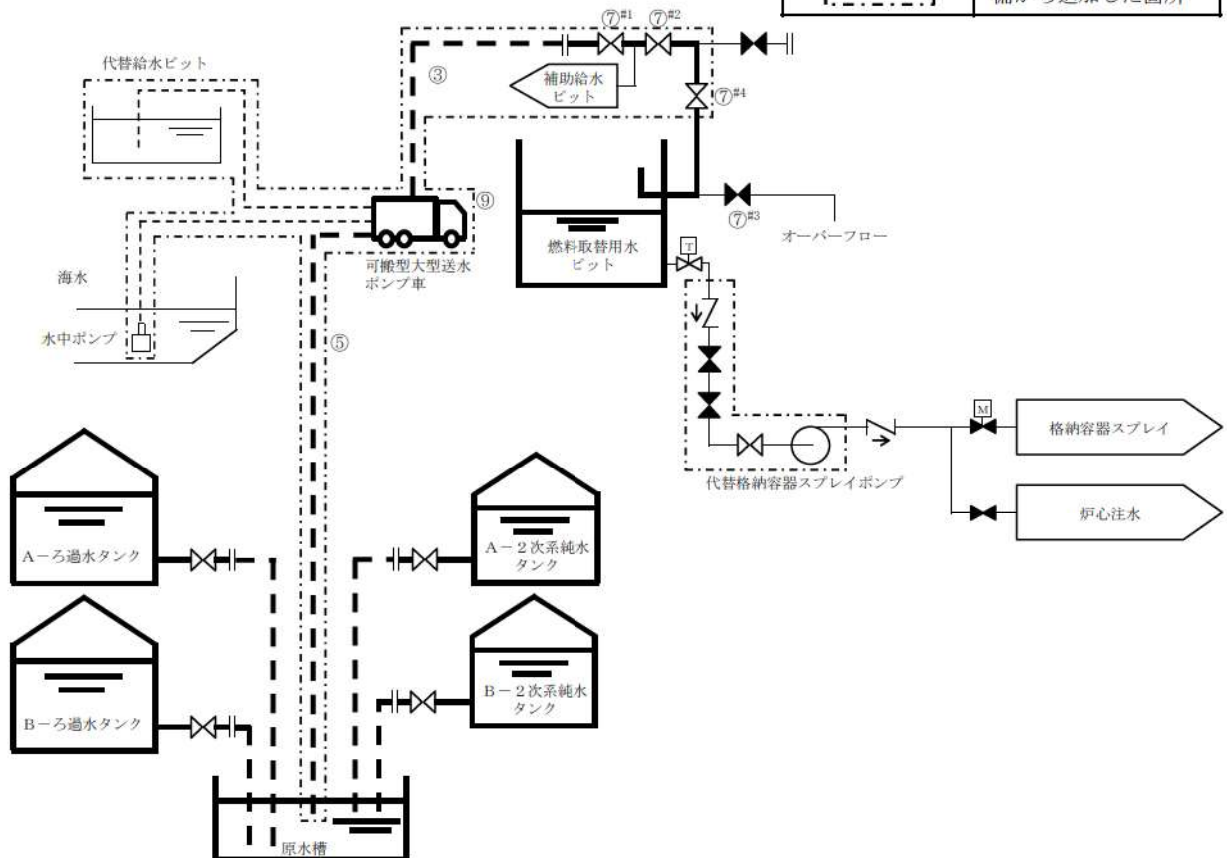 備から追加した箇所
⑦#1
⑦#2
代替給水ピット
③
補助給水
ピット
⑦#4
⑨
⑦#3
オーバーフロー
燃料取替用水
ピット
T
可搬型大型送水
ポンプ車
海水
水中ポンプ
⑤
M
格納容器スプレイ
代替格納容器スプレイポンプ
炉心注水
A-ろ過水タンク
A-2次系純水
タンク
B-ろ過水タンク
B-2次系純水
タンク
原水槽